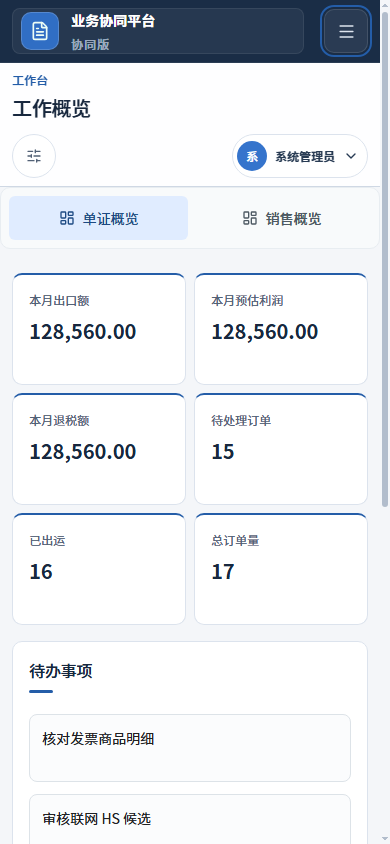 业务协同平台
协同版
工作台
工作概览
系 系统管理员
单证概览 销售概览
本月出口额 本月预估利润
128,560.00 128,560.00
本月退税额 待处理订单
128,560.00 15
已出运 总订单量
16 17
待办事项
核对发票商品明细
审核联网 HS 候选